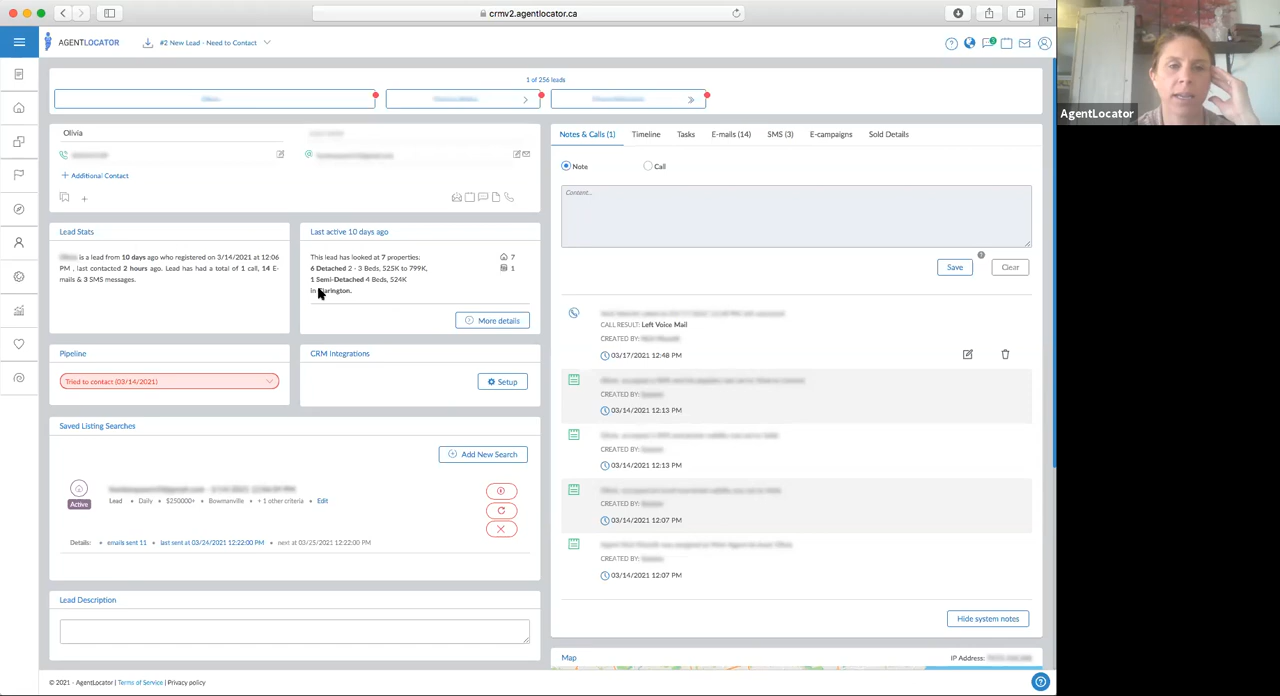 crmv2.agentlocator.ca
AGENTLOCATOR
#2 New Lead - Need to Contact
3
1 of 256 leads
Olivia
+ Additional Contact
Notes & Calls (1)
Timeline
Tasks
E-mails (14)
SMS (3)
E-campaigns
Sold Details
Note
Call
Content...
Save
Clear
Lead Stats
is a lead from 10 days ago who registered on 3/14/2021 at 12:06
PM , last contacted 2 hours ago. Lead has had a total of 1 call, 14 E-
mails & 3 SMS messages.
Last active 10 days ago
This lead has looked at 7 properties:
6 Detached 2 - 3 Beds, 525K to 799K,
1 Semi-Detached 4 Beds, 524K
in Clarington.
7
1
More details
Pipeline
Tried to contact (03/14/2021)
CRM Integrations
Setup
Saved Listing Searches
Add New Search
Active
Lead • Daily • $250000+ • Bowmanville • + 1 other criteria • Edit
Details: • emails sent 11 • last sent at 03/24/2021 12:22:00 PM • next at 03/25/2021 12:22:00 PM
Lead Description
CALL RESULT: Left Voice Mail
CREATED BY:
03/17/2021 12:48 PM
CREATED BY:
03/14/2021 12:13 PM
CREATED BY:
03/14/2021 12:13 PM
CREATED BY:
03/14/2021 12:07 PM
CREATED BY:
03/14/2021 12:07 PM
Hide system notes
Map
IP Address:
© 2021 - AgentLocator | Terms of Service | Privacy policy
AgentLocator